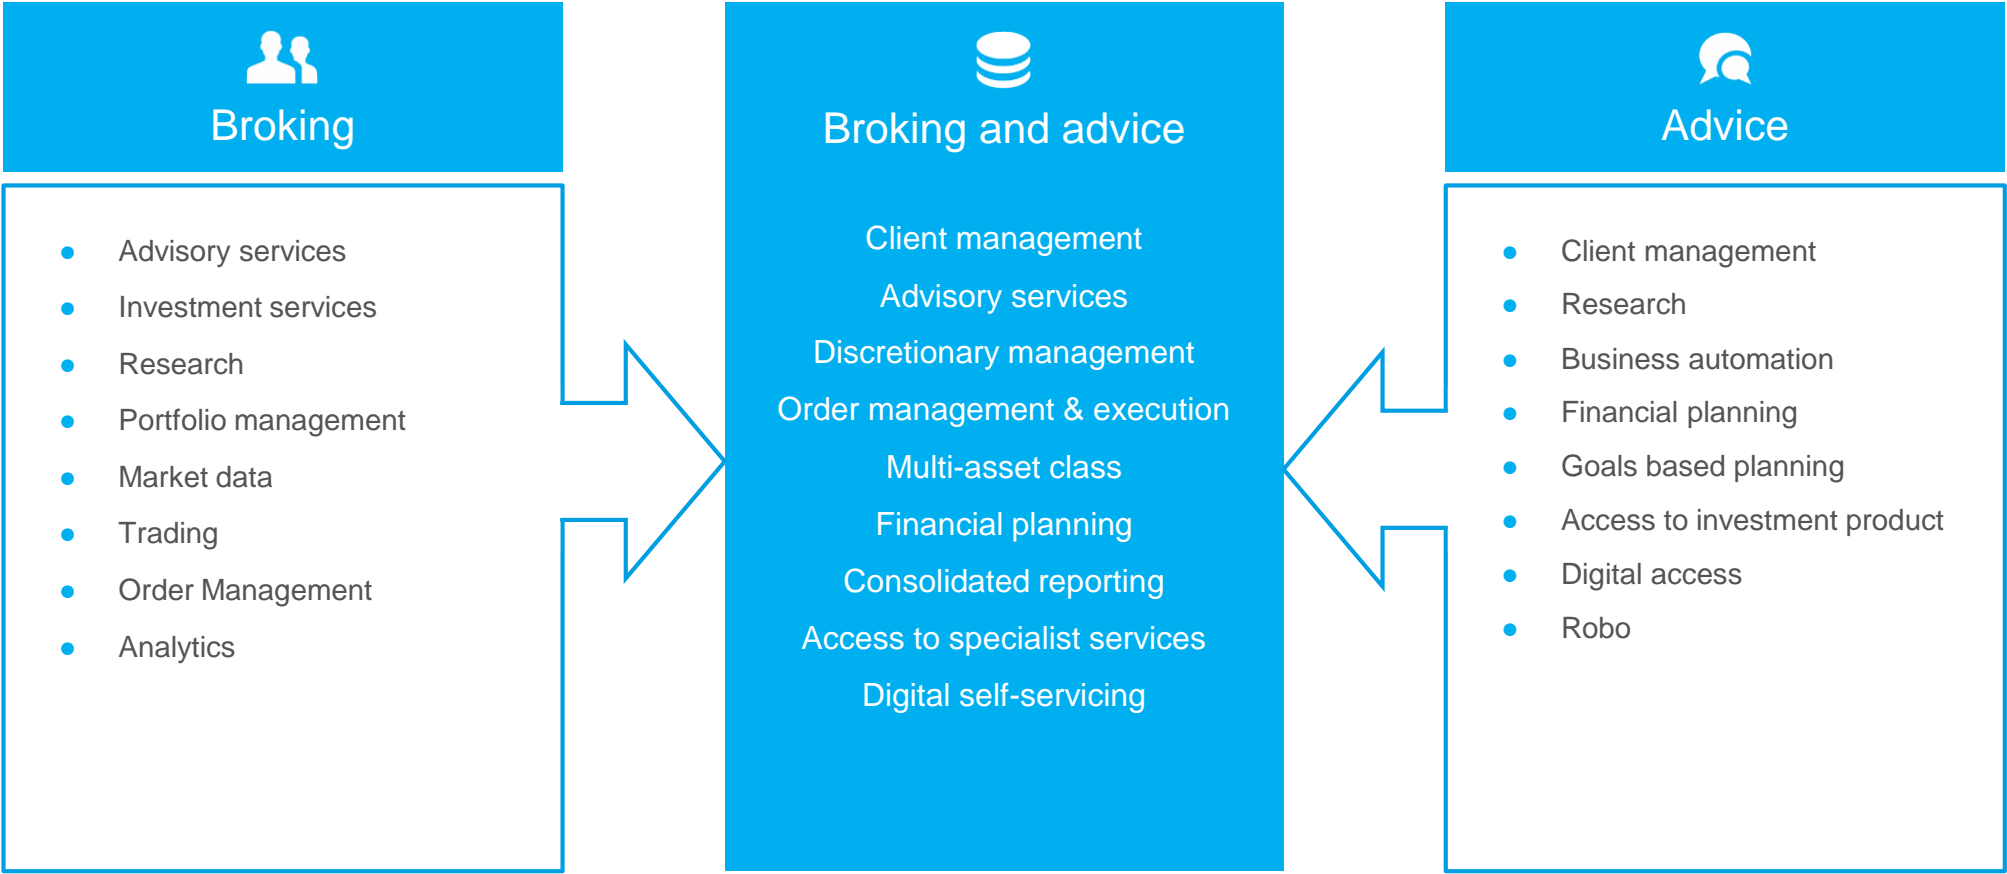 Broking
Advisory services
Investment services
Research
Portfolio management
Market data
Trading
Order Management
Analytics
Broking and advice
Client management
Advisory services
Discretionary management
Order management & execution
Multi-asset class
Financial planning
Consolidated reporting
Access to specialist services
Digital self-servicing
Advice
Client management
Research
Business automation
Financial planning
Goals based planning
Access to investment product
Digital access
Robo